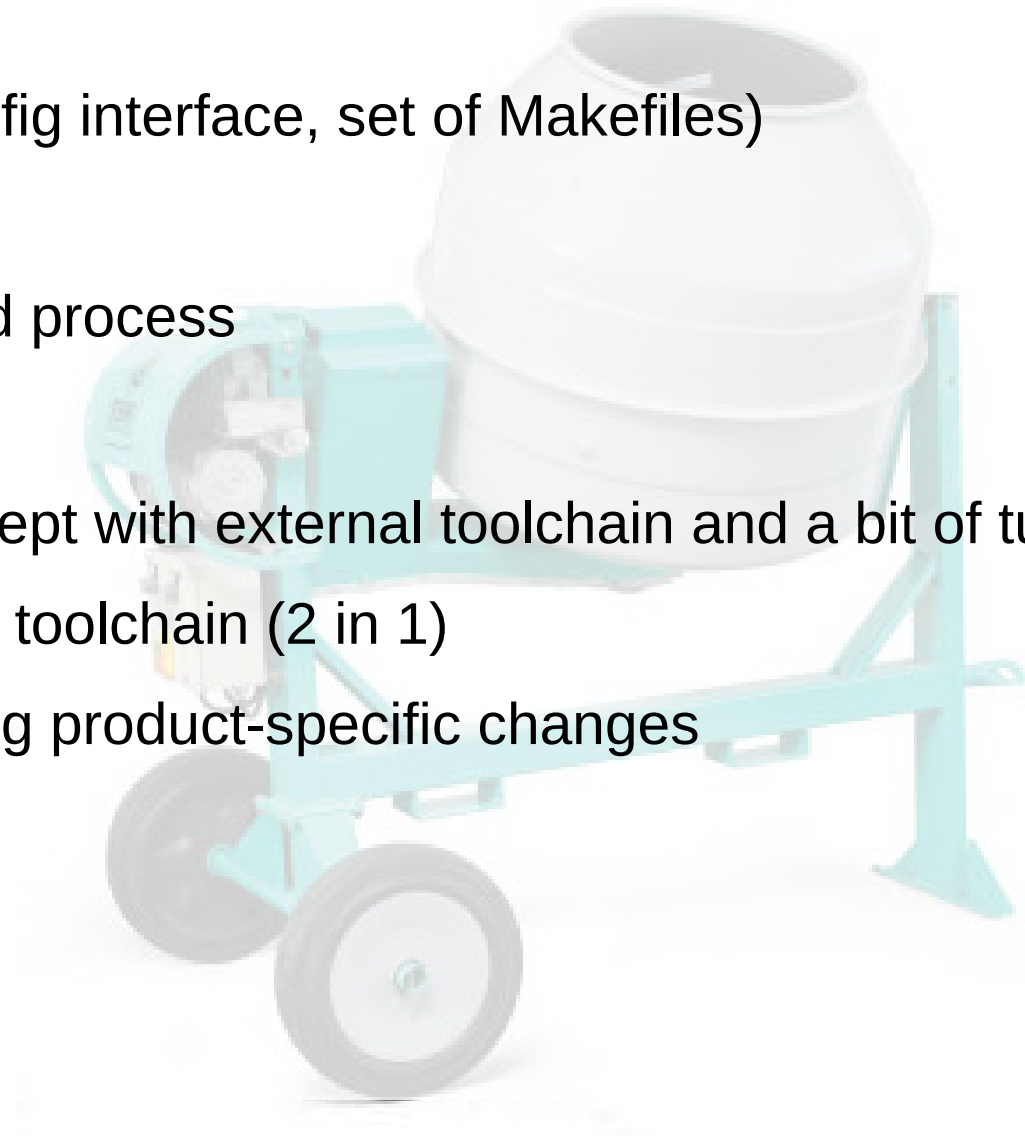 fig interface, set of Makefiles)
d process
ept with external toolchain and a bit of tu
toolchain (2 in 1)
g product-specific changes